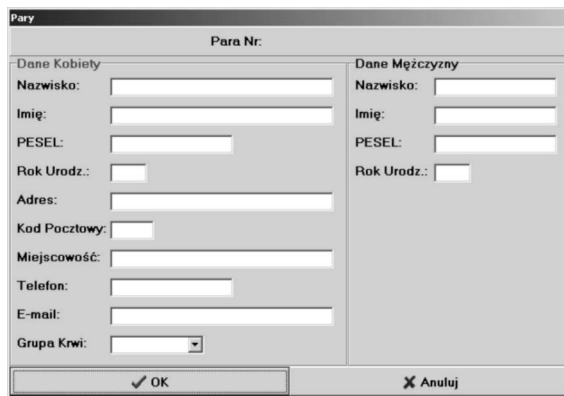 Pary
Para Nr:
Dane Kobiety
Nazwisko:
Imię:
PESEL:
Rok Urodz.:
Adres:
Kod Pocztowy:
Miejscowość:
Telefon:
E-mail:
Grupa Krwi:
Dane Mężczyzny
Nazwisko:
Imię:
PESEL:
Rok Urodz.:
OK
Anuluj